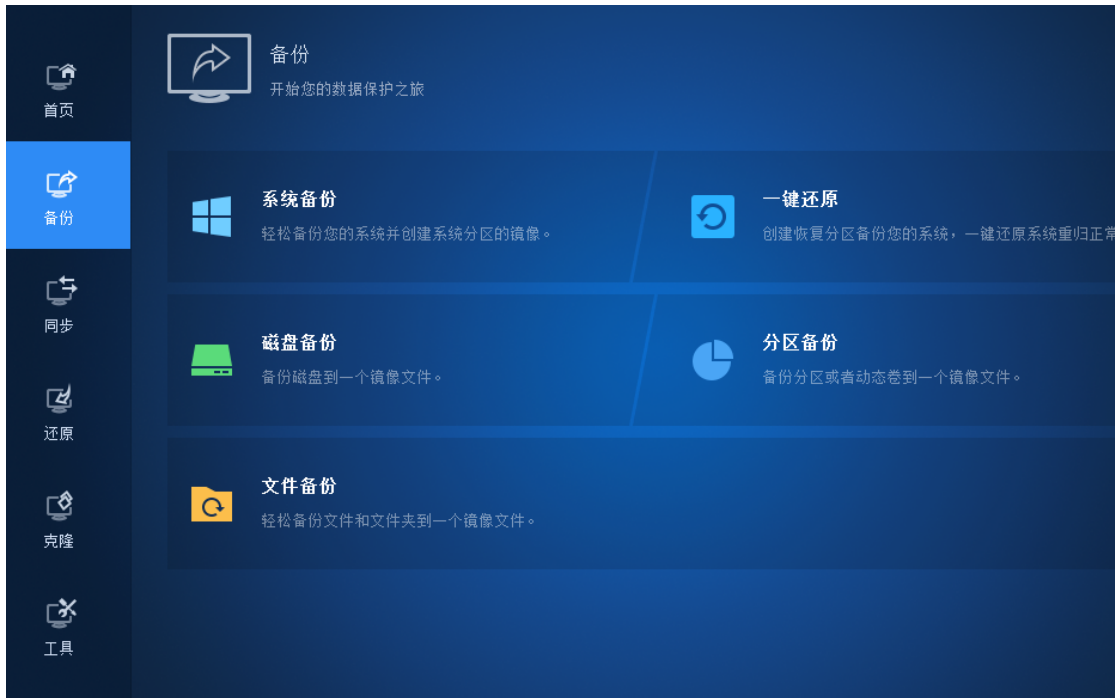 首页
备份
同步
还原
克隆
工具
备份
开始您的数据保护之旅
系统备份
轻松备份您的系统并创建系统分区的镜像。
一键还原
创建恢复分区备份您的系统，一键还原系统重归正常
磁盘备份
备份磁盘到一个镜像文件。
分区备份
备份分区或者动态卷到一个镜像文件。
文件备份
轻松备份文件和文件夹到一个镜像文件。